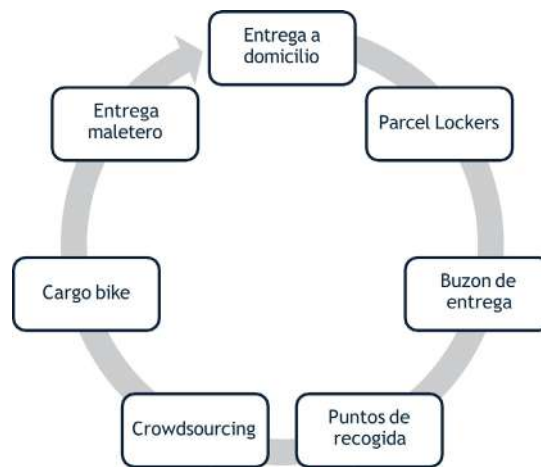 Entrega a
domicilio
Parcel Lockers
Buzon de
entrega
Puntos de
recogida
Crowdsourcing
Cargo bike
Entrega
maletero